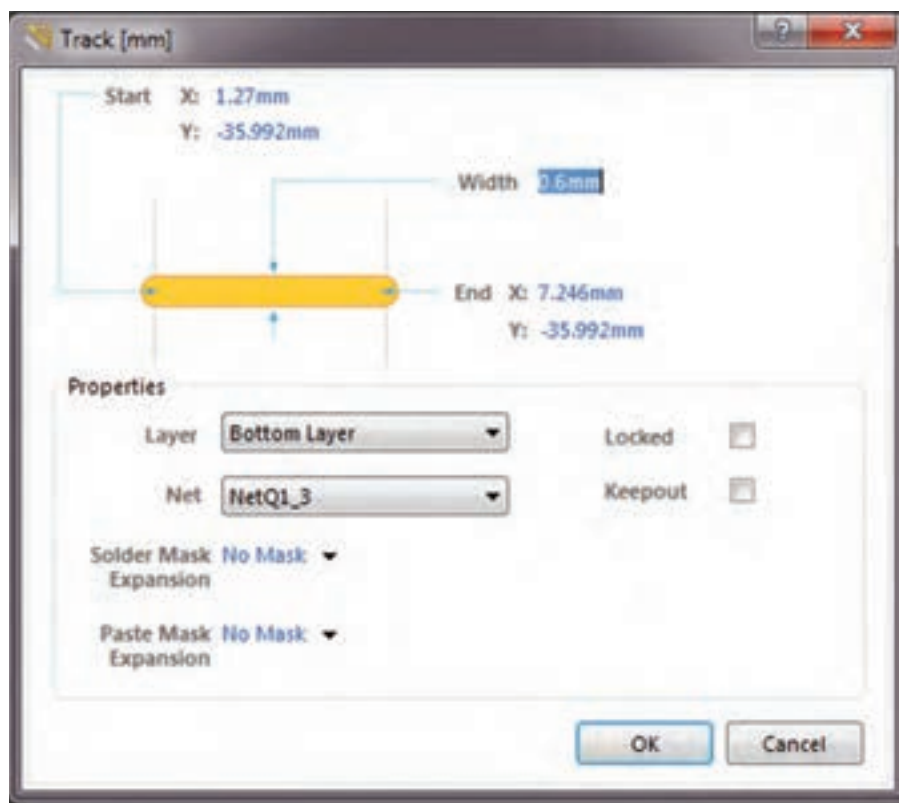 Track [mm]
Start X: 1.27mm
Y: -35.992mm
Width 0.6mm
End X: 7.246mm
Y: -35.992mm
Properties
Layer Bottom Layer Locked
Net NetQ1_3 Keepout
Solder Mask No Mask
Expansion
Paste Mask No Mask
Expansion
OK Cancel